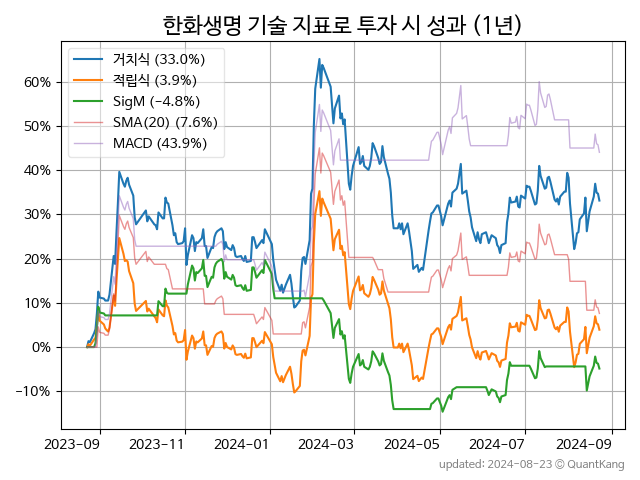 한화생명 기술 지표로 투자 시 성과 (1년)
거치식 (33.0%)
적립식 (3.9%)
SigM (−4.8%)
SMA(20) (7.6%)
MACD (43.9%)
60%
50%
40%
30%
20%
10%
0%
−10%
2023-09 2023-11 2024-01 2024-03 2024-05 2024-07 2024-09
updated: 2024-08-23 © QuantKang